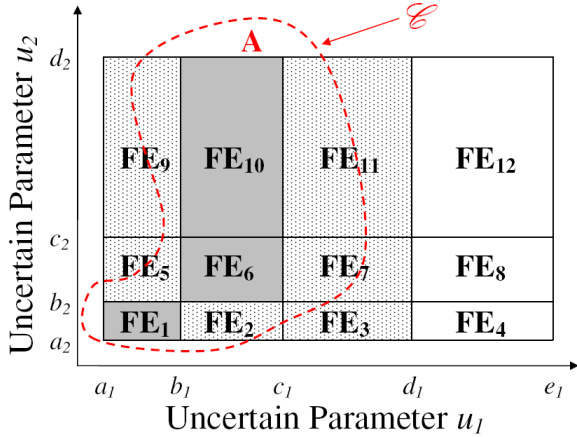 𝒞
A
d₂
FE₉ FE₁₀ FE₁₁ FE₁₂
c₂
FE₅ FE₆ FE₇ FE₈
b₂
FE₁ FE₂ FE₃ FE₄
a₂
a₁ b₁ c₁ d₁ e₁
Uncertain Parameter u₁
Uncertain Parameter u₂